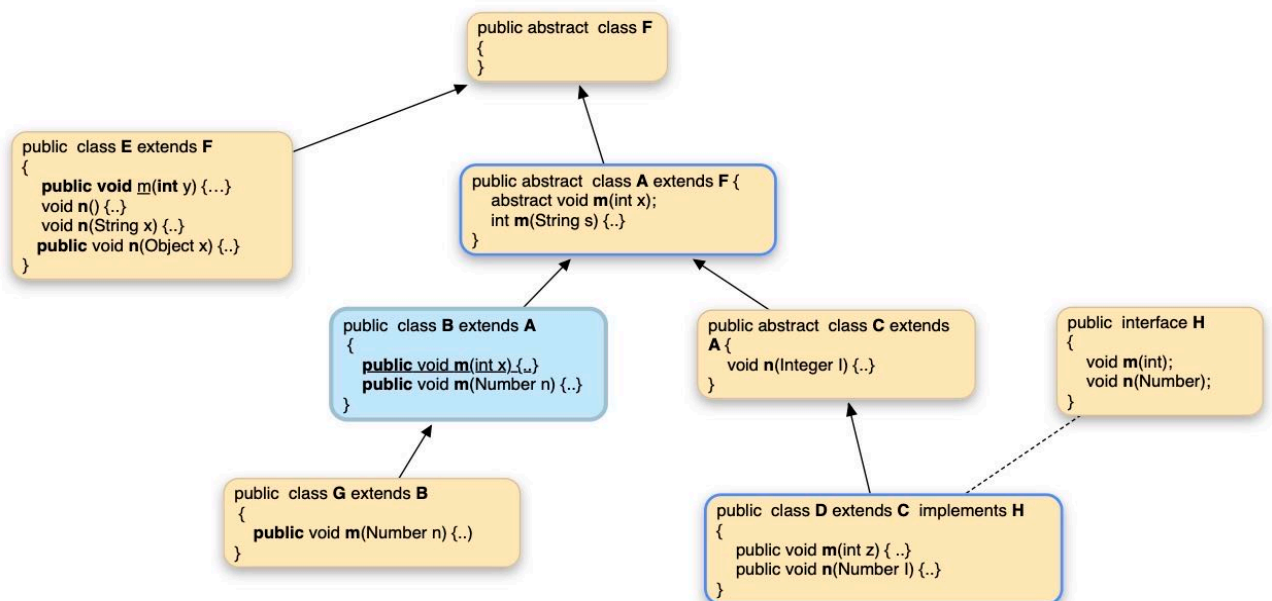 public abstract  class F
{
}
public  class E extends F
{
public void m(int y) {…}
void n() {..}
void n(String x) {..}
public void n(Object x) {..}
}
public abstract  class A extends F {
abstract void m(int x);
int m(String s) {..}
}
public  class B extends A
{
public void m(int x) {..}
public void m(Number n) {..}
}
public abstract  class C extends
A {
void n(Integer I) {..}
}
public  interface H
{
void m(int);
void n(Number);
}
public  class G extends B
{
public void m(Number n) {..)
}
public  class D extends C  implements H
{
public void m(int z) { ..}
public void n(Number I) {..}
}